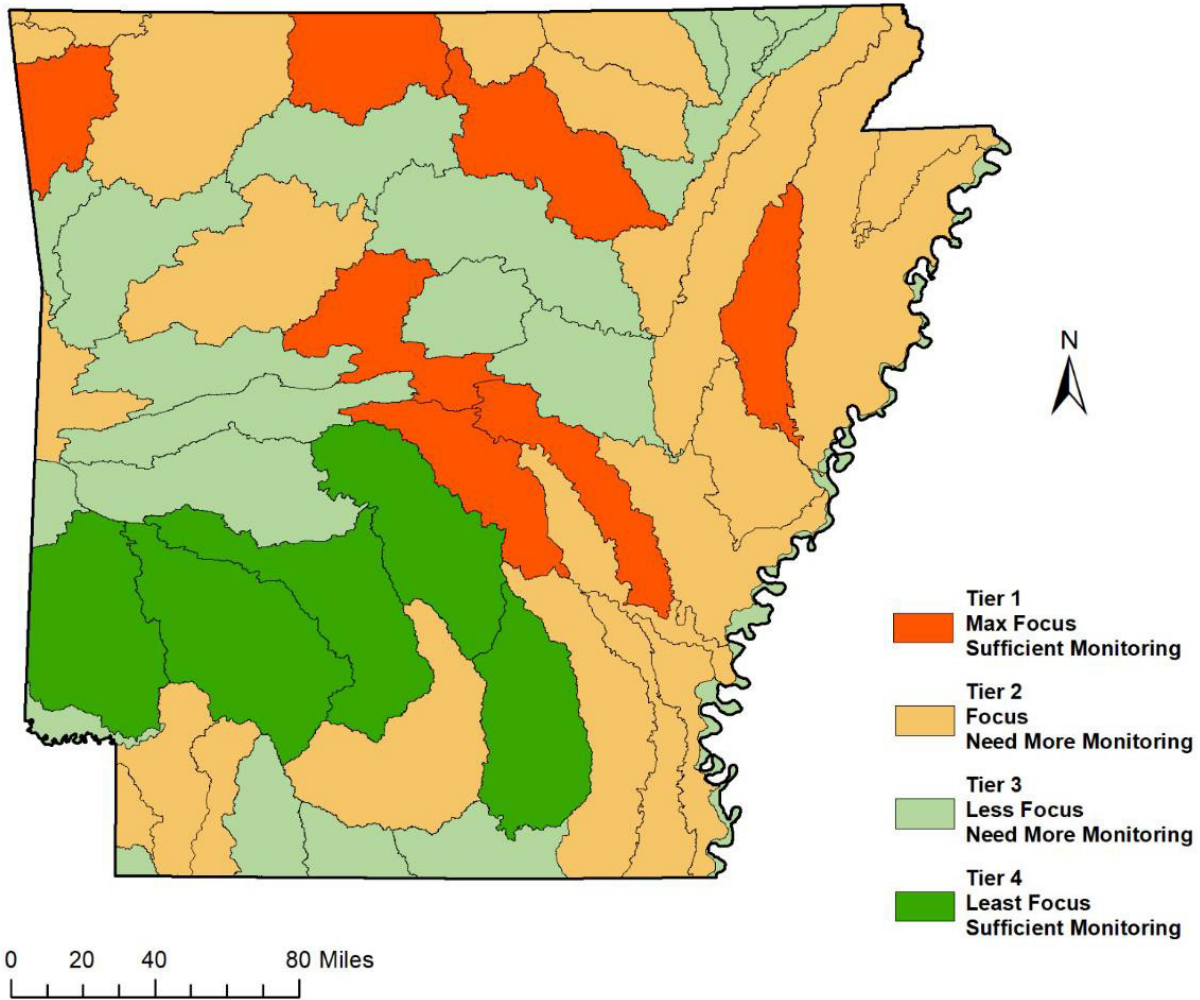 N
Tier 1
Max Focus
Sufficient Monitoring
Tier 2
Focus
Need More Monitoring
Tier 3
Less Focus
Need More Monitoring
Tier 4
Least Focus
Sufficient Monitoring
0 20 40 80 Miles